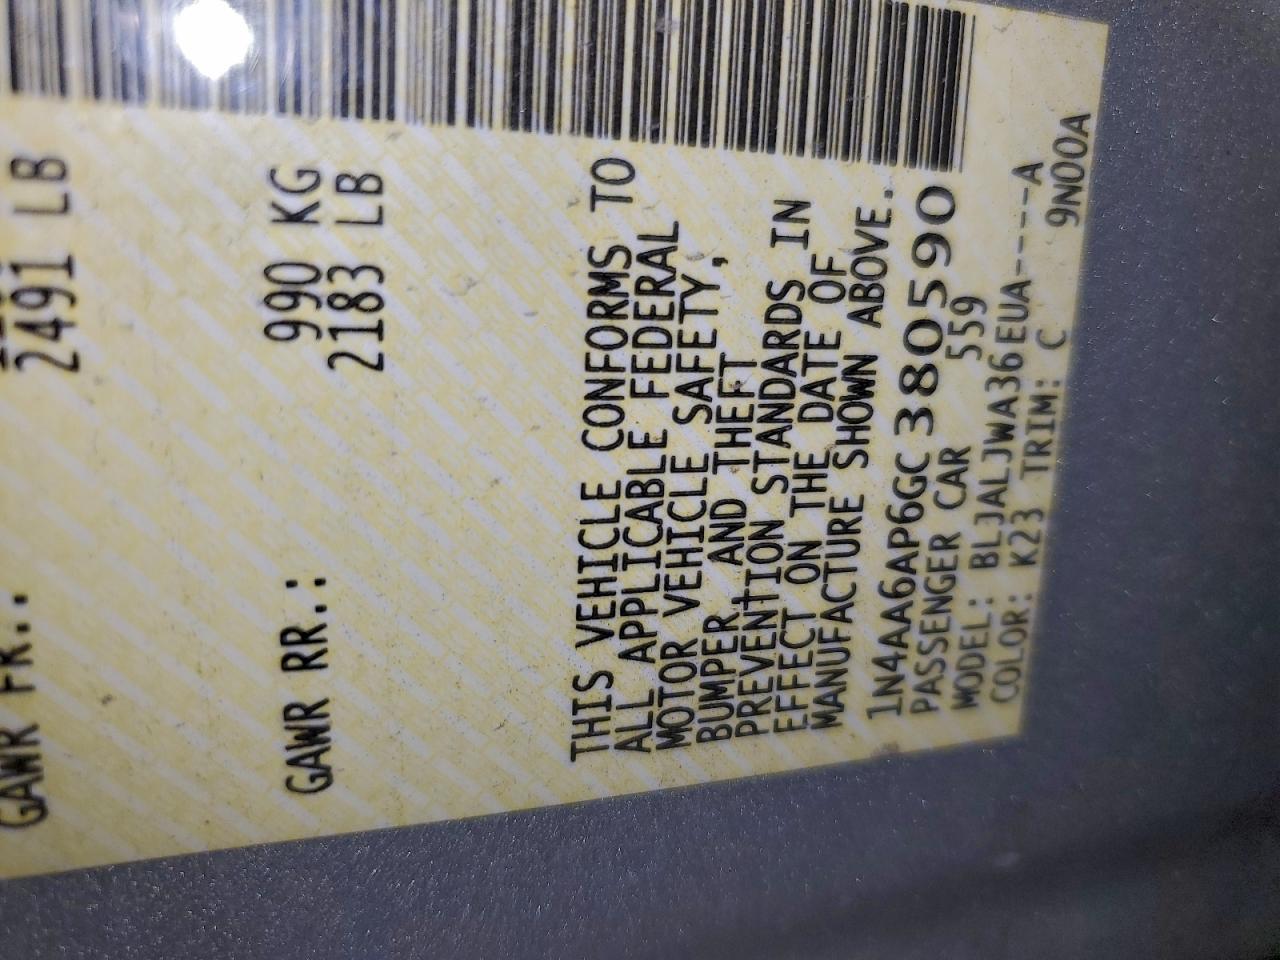 GAWR FR.:
2491 LB
GAWR RR.: 990 KG
2183 LB
THIS VEHICLE CONFORMS TO
ALL APPLICABLE FEDERAL
MOTOR VEHICLE SAFETY,
BUMPER AND THEFT
PREVENTION STANDARDS IN
EFFECT ON THE DATE OF
MANUFACTURE SHOWN ABOVE.
1N4AA6AP6GC380590
PASSENGER CAR 559
MODEL: BLJALJWA36EUA-----A
COLOR: K23 TRIM: C 9N00A